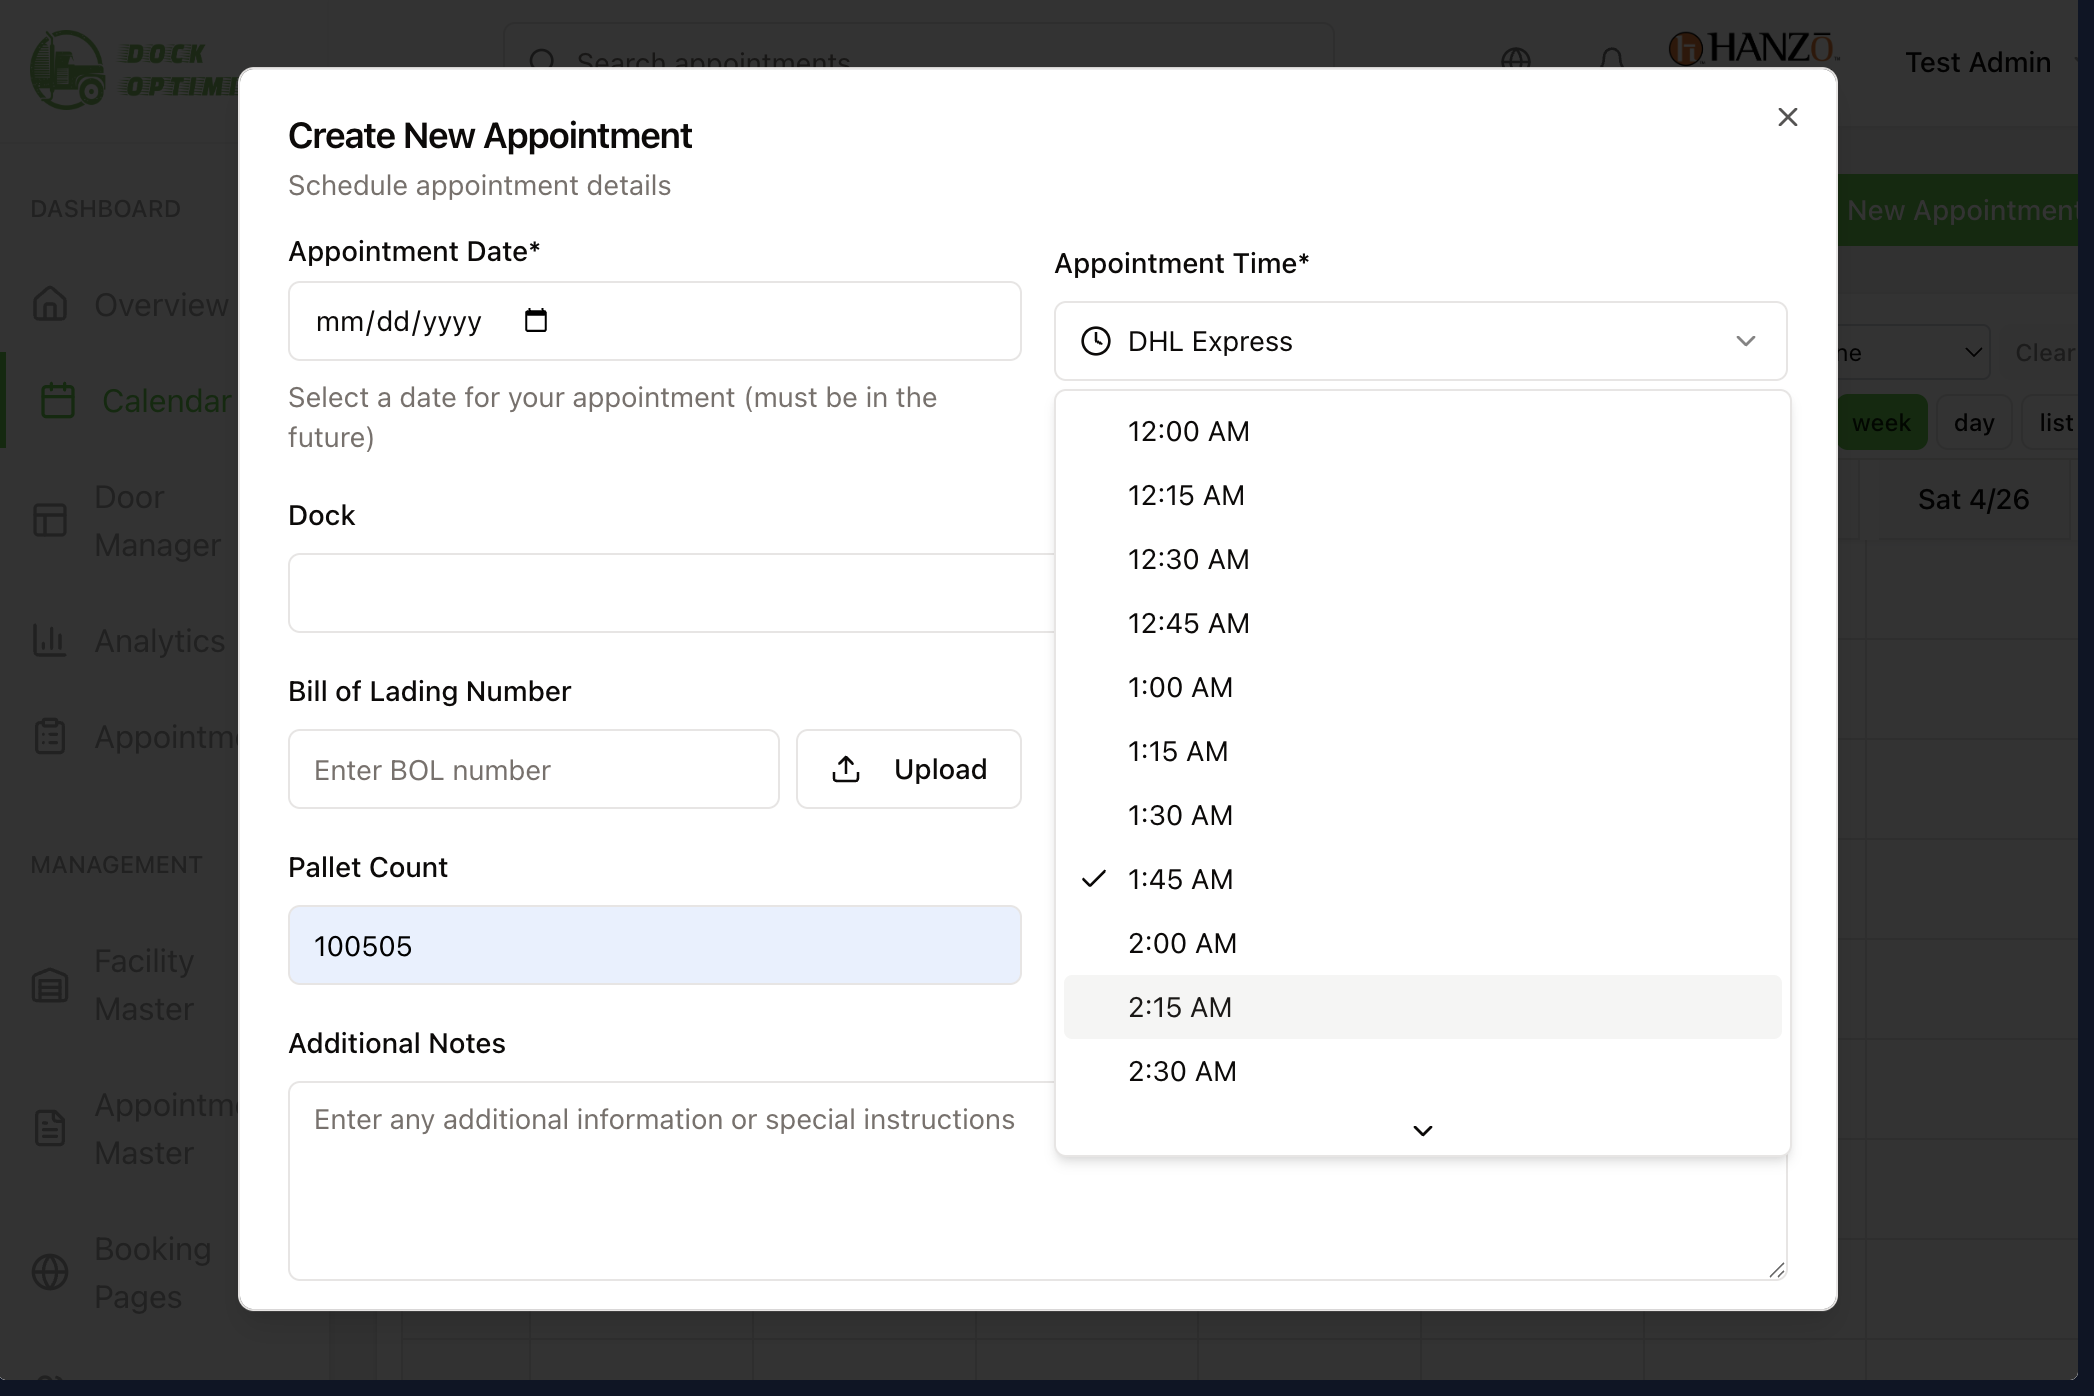 DOCK
OPTIMI
Search appointments
HANZO
Test Admin
DASHBOARD
Overview
Calendar
Door
Manager
Analytics
Appointm
MANAGEMENT
Facility
Master
Appointm
Master
Booking
Pages
New Appointment
ne
Clear
week
day
list
Sat 4/26
Create New Appointment
Schedule appointment details
Appointment Date*
mm/dd/yyyy
Select a date for your appointment (must be in the
future)
Appointment Time*
DHL Express
12:00 AM
12:15 AM
12:30 AM
12:45 AM
1:00 AM
1:15 AM
1:30 AM
1:45 AM
2:00 AM
2:15 AM
2:30 AM
Dock
Bill of Lading Number
Enter BOL number
Upload
Pallet Count
100505
Additional Notes
Enter any additional information or special instructions